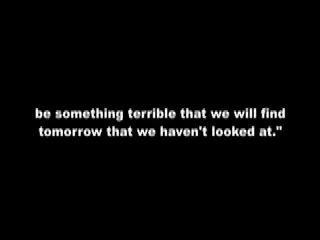 be something terrible that we will find
tomorrow that we haven't looked at."